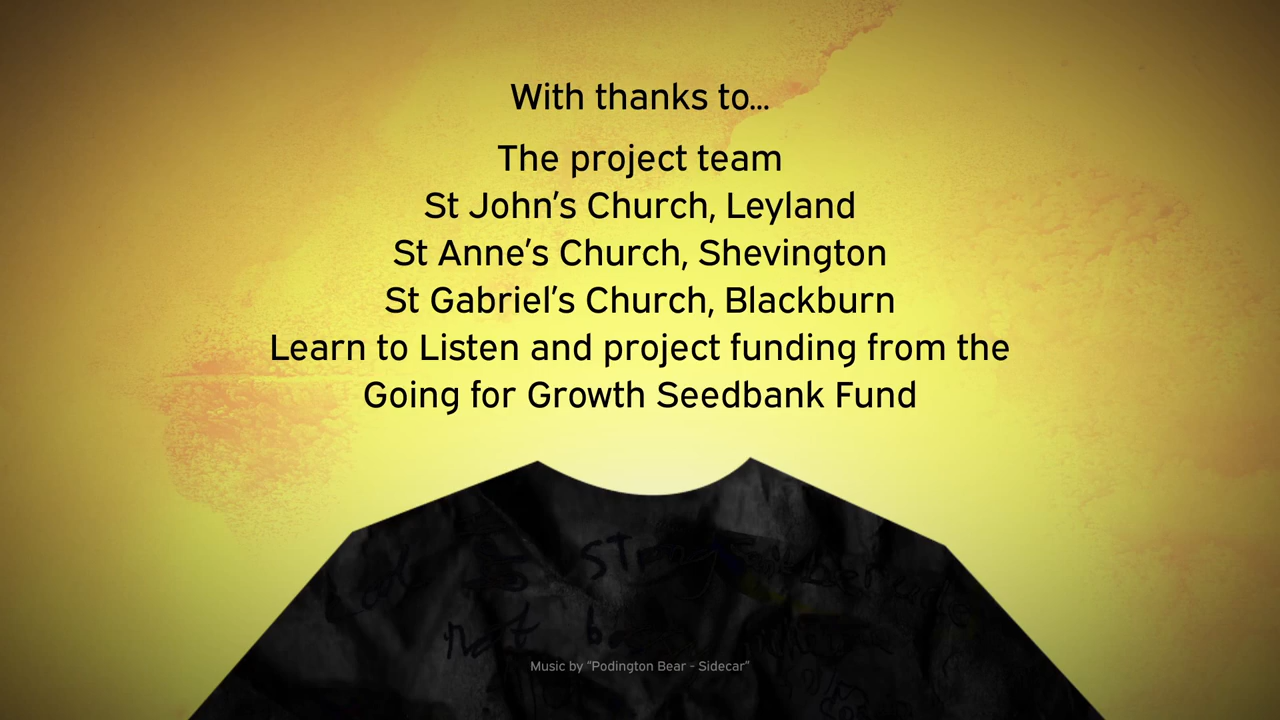 With thanks to...
The project team
St John's Church, Leyland
St Anne's Church, Shevington
St Gabriel's Church, Blackburn
Learn to Listen and project funding from the
Going for Growth Seedbank Fund
not
Music by "Podington Bear - Sidecar"